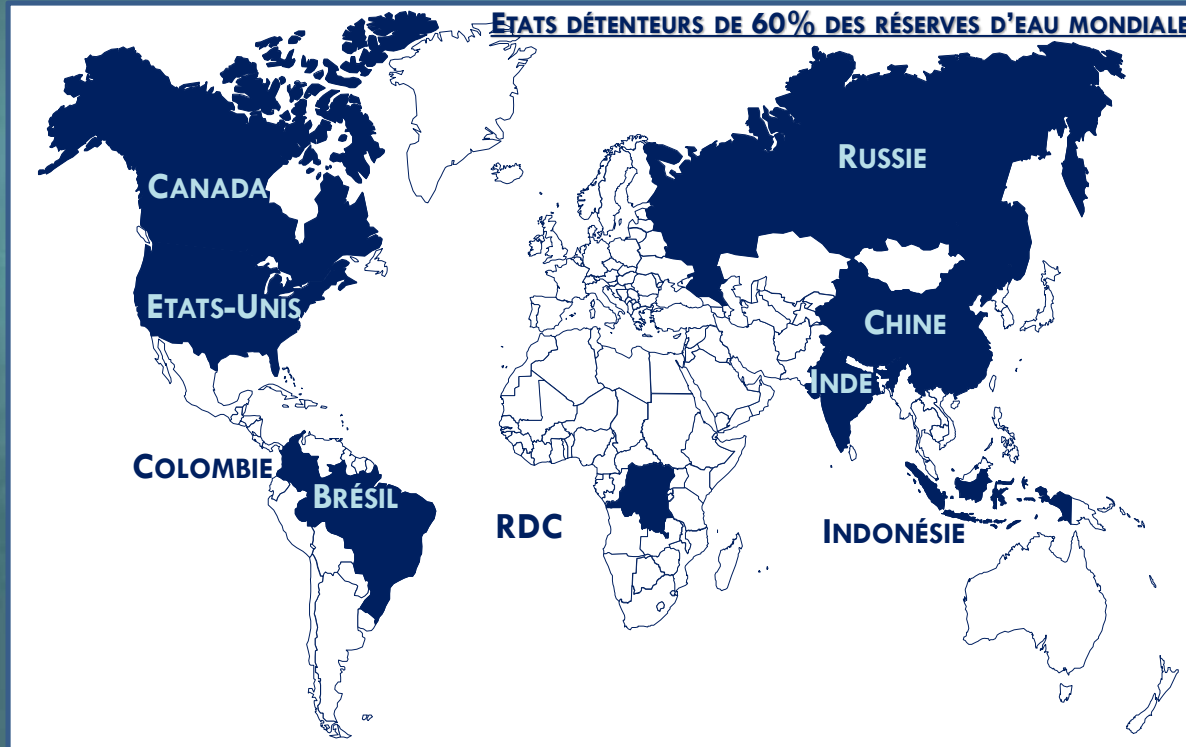 ETATS DÉTENTEURS DE 60% DES RÉSERVES D'EAU MONDIALE
RUSSIE
CANADA
ETATS-UNIS
CHINE
INDE
COLOMBIE
BRÉSIL
RDC
INDONÉSIE